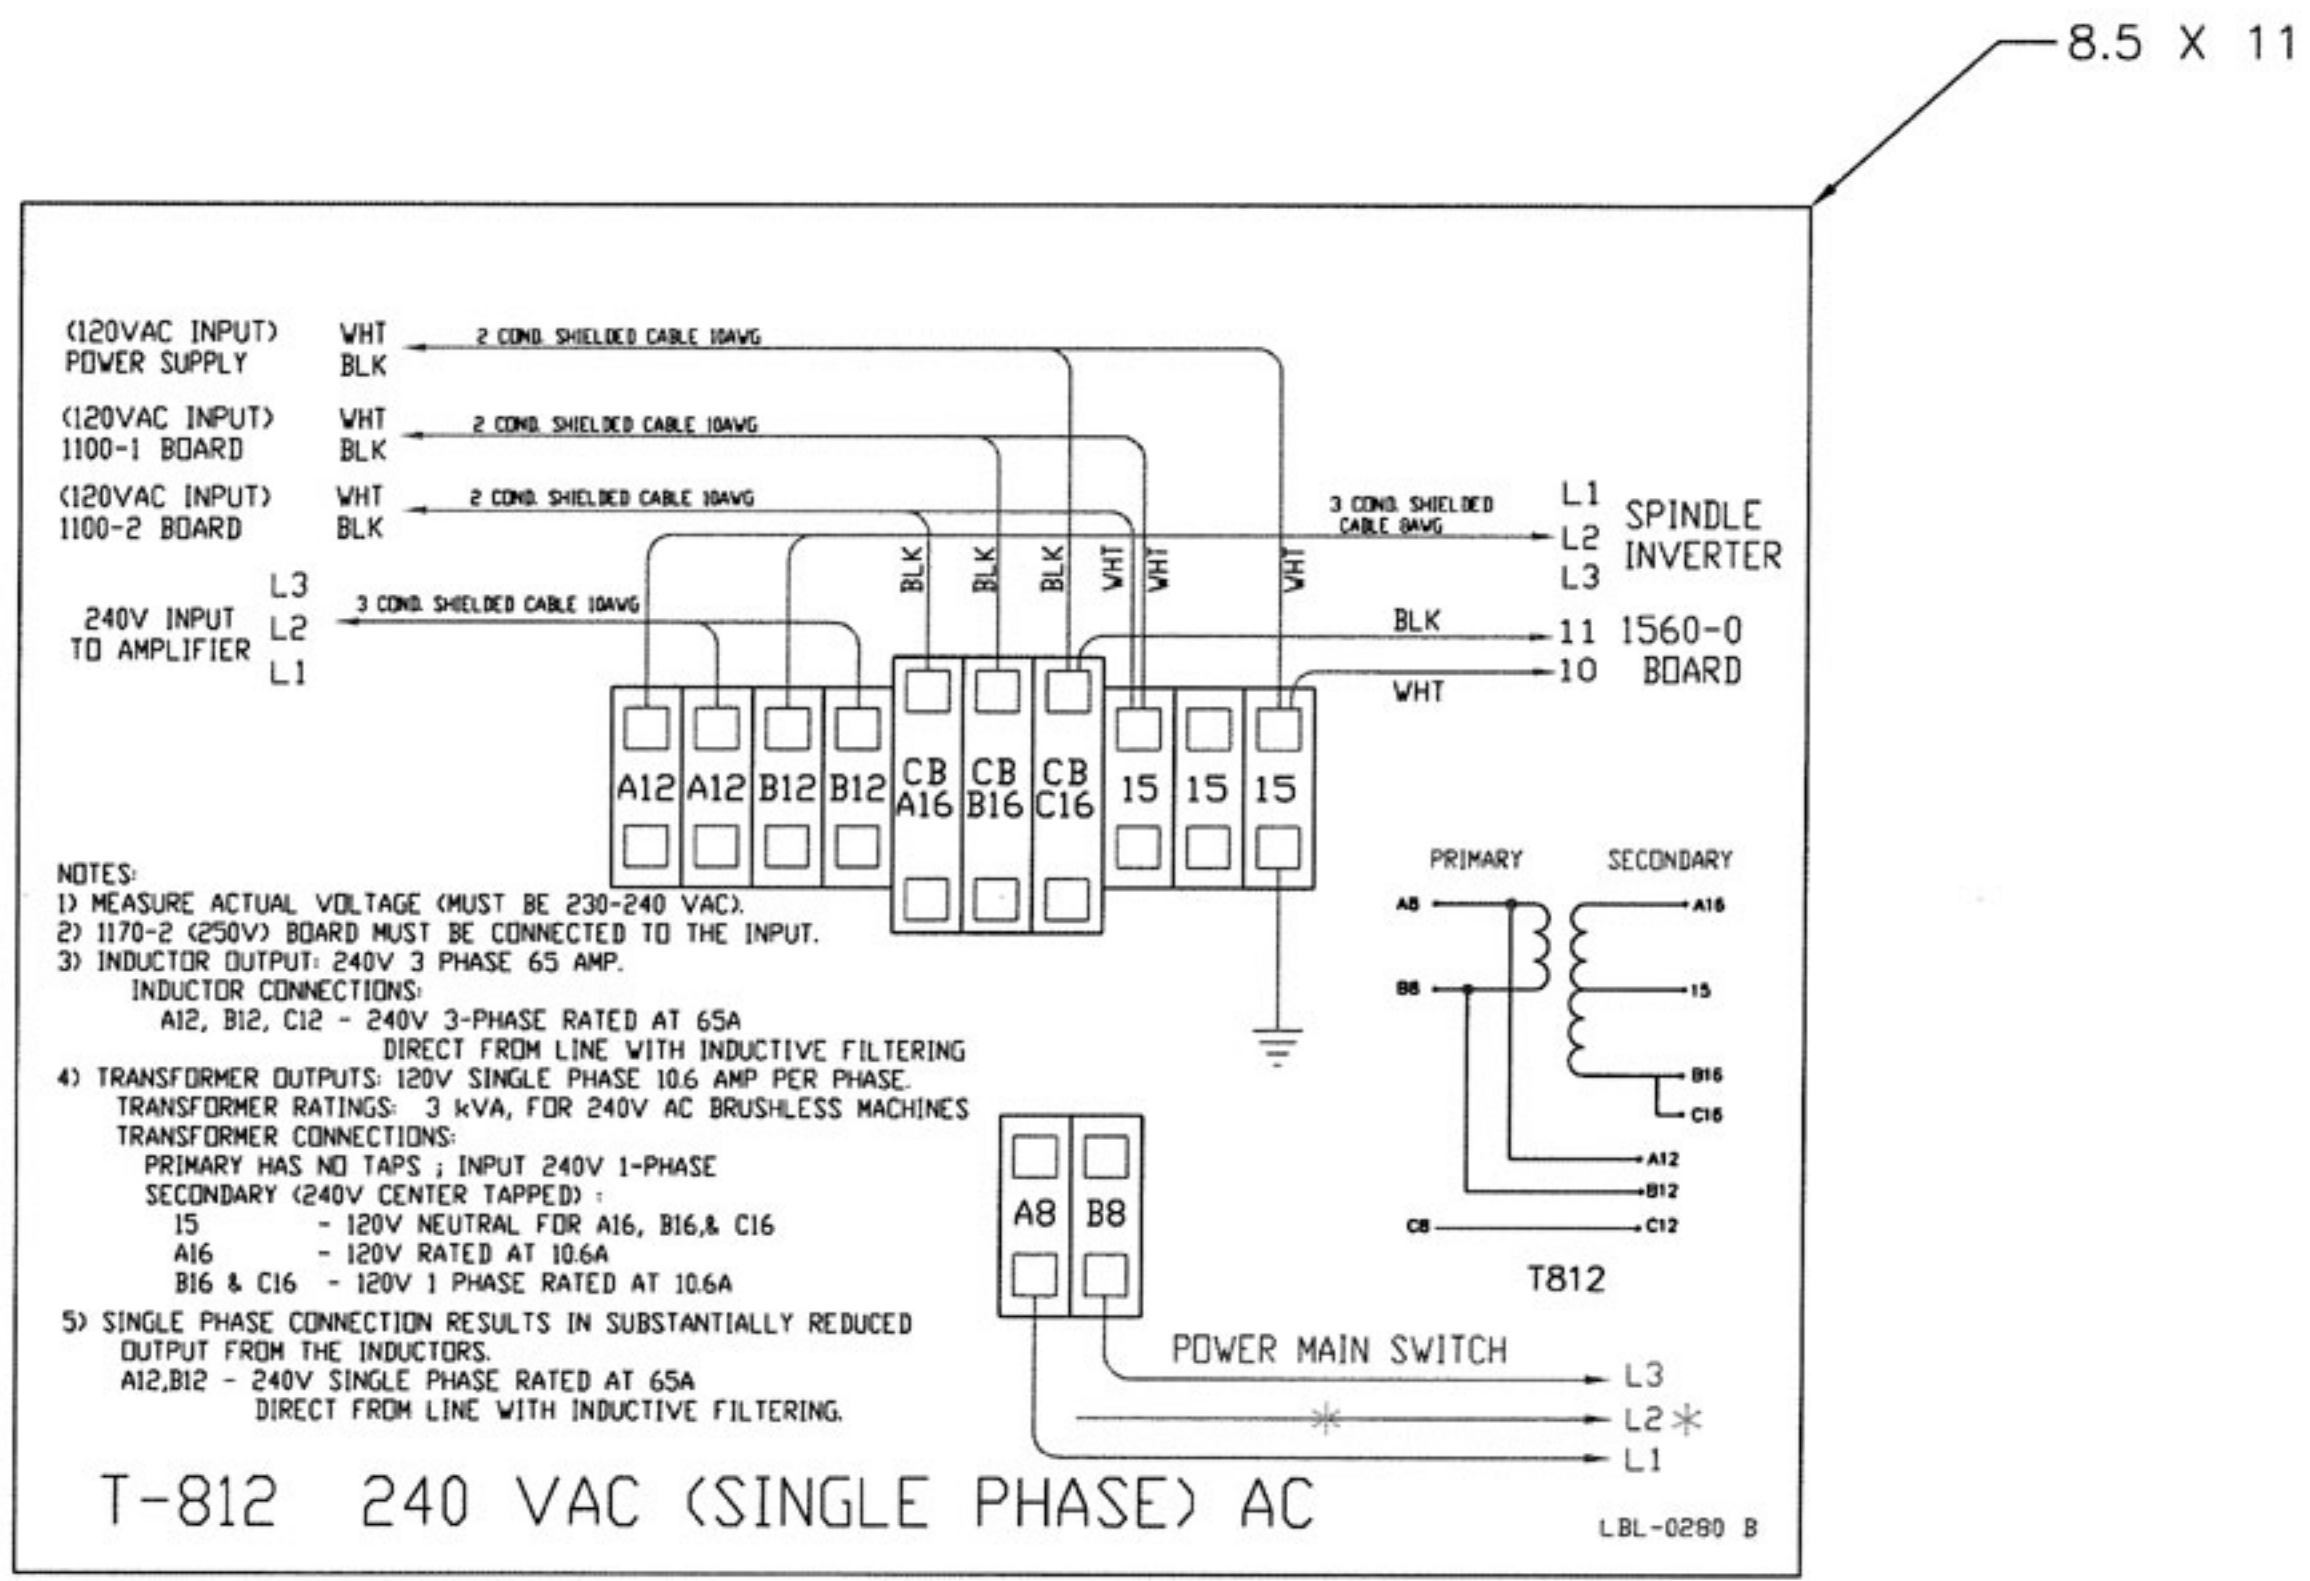 8.5 X 11
(120VAC INPUT) WHT
POWER SUPPLY BLK
2 COND. SHIELDED CABLE 10AWG
(120VAC INPUT) WHT
1100-1 BOARD BLK
2 COND. SHIELDED CABLE 10AWG
(120VAC INPUT) WHT
1100-2 BOARD BLK
2 COND. SHIELDED CABLE 10AWG
3 COND. SHIELDED
CABLE 8AWG
L1
L2
L3
SPINDLE
INVERTER
L3
240V INPUT L2
TO AMPLIFIER
L1
3 COND. SHIELDED CABLE 10AWG
BLK
BLK
BLK
WHT
WHT
WHT
BLK
11 1560-0
10 BOARD
WHT
A12 A12 B12 B12 CB A16 CB B16 CB C16 15 15 15
NOTES:
1) MEASURE ACTUAL VOLTAGE (MUST BE 230-240 VAC).
2) 1170-2 (250V) BOARD MUST BE CONNECTED TO THE INPUT.
3) INDUCTOR OUTPUT: 240V 3 PHASE 65 AMP.
INDUCTOR CONNECTIONS:
A12, B12, C12 - 240V 3-PHASE RATED AT 65A
DIRECT FROM LINE WITH INDUCTIVE FILTERING
4) TRANSFORMER OUTPUTS: 120V SINGLE PHASE 10.6 AMP PER PHASE.
TRANSFORMER RATINGS: 3 kVA, FOR 240V AC BRUSHLESS MACHINES
TRANSFORMER CONNECTIONS:
PRIMARY HAS NO TAPS ; INPUT 240V 1-PHASE
SECONDARY (240V CENTER TAPPED) :
15 - 120V NEUTRAL FOR A16, B16,& C16
A16 - 120V RATED AT 10.6A
B16 & C16 - 120V 1 PHASE RATED AT 10.6A
5) SINGLE PHASE CONNECTION RESULTS IN SUBSTANTIALLY REDUCED
OUTPUT FROM THE INDUCTORS.
A12,B12 - 240V SINGLE PHASE RATED AT 65A
DIRECT FROM LINE WITH INDUCTIVE FILTERING.
PRIMARY SECONDARY
A8 A16
B8 15
B16
C16
A12
B12
C8 C12
T812
A8 B8
POWER MAIN SWITCH
L3
* L2*
L1
T-812 240 VAC (SINGLE PHASE) AC
LBL-0280 B